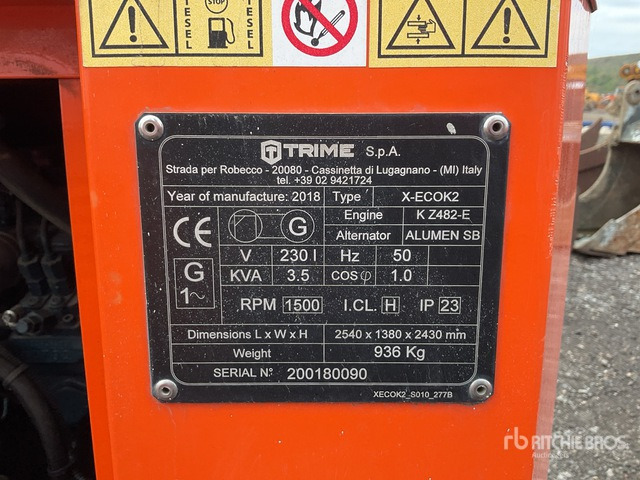 DIESEL
STOP
DIESEL
TRIME S.p.A.
Strada per Robecco - 20080 - Cassinetta di Lugagnano - (MI) Italy
tel. +39 02 9421724
Year of manufacture: 2018 Type X-ECOK2
Engine K Z482-E
CE G Alternator ALUMEN SB
V 230 I Hz 50
G 1~ KVA 3.5 COS φ 1.0
RPM 1500 I.CL. H IP 23
Dimensions L x W x H 2540 x 1380 x 2430 mm
Weight 936 Kg
SERIAL N° 200180090
XECOK2_S010_277B
rb RITCHIE BROS.